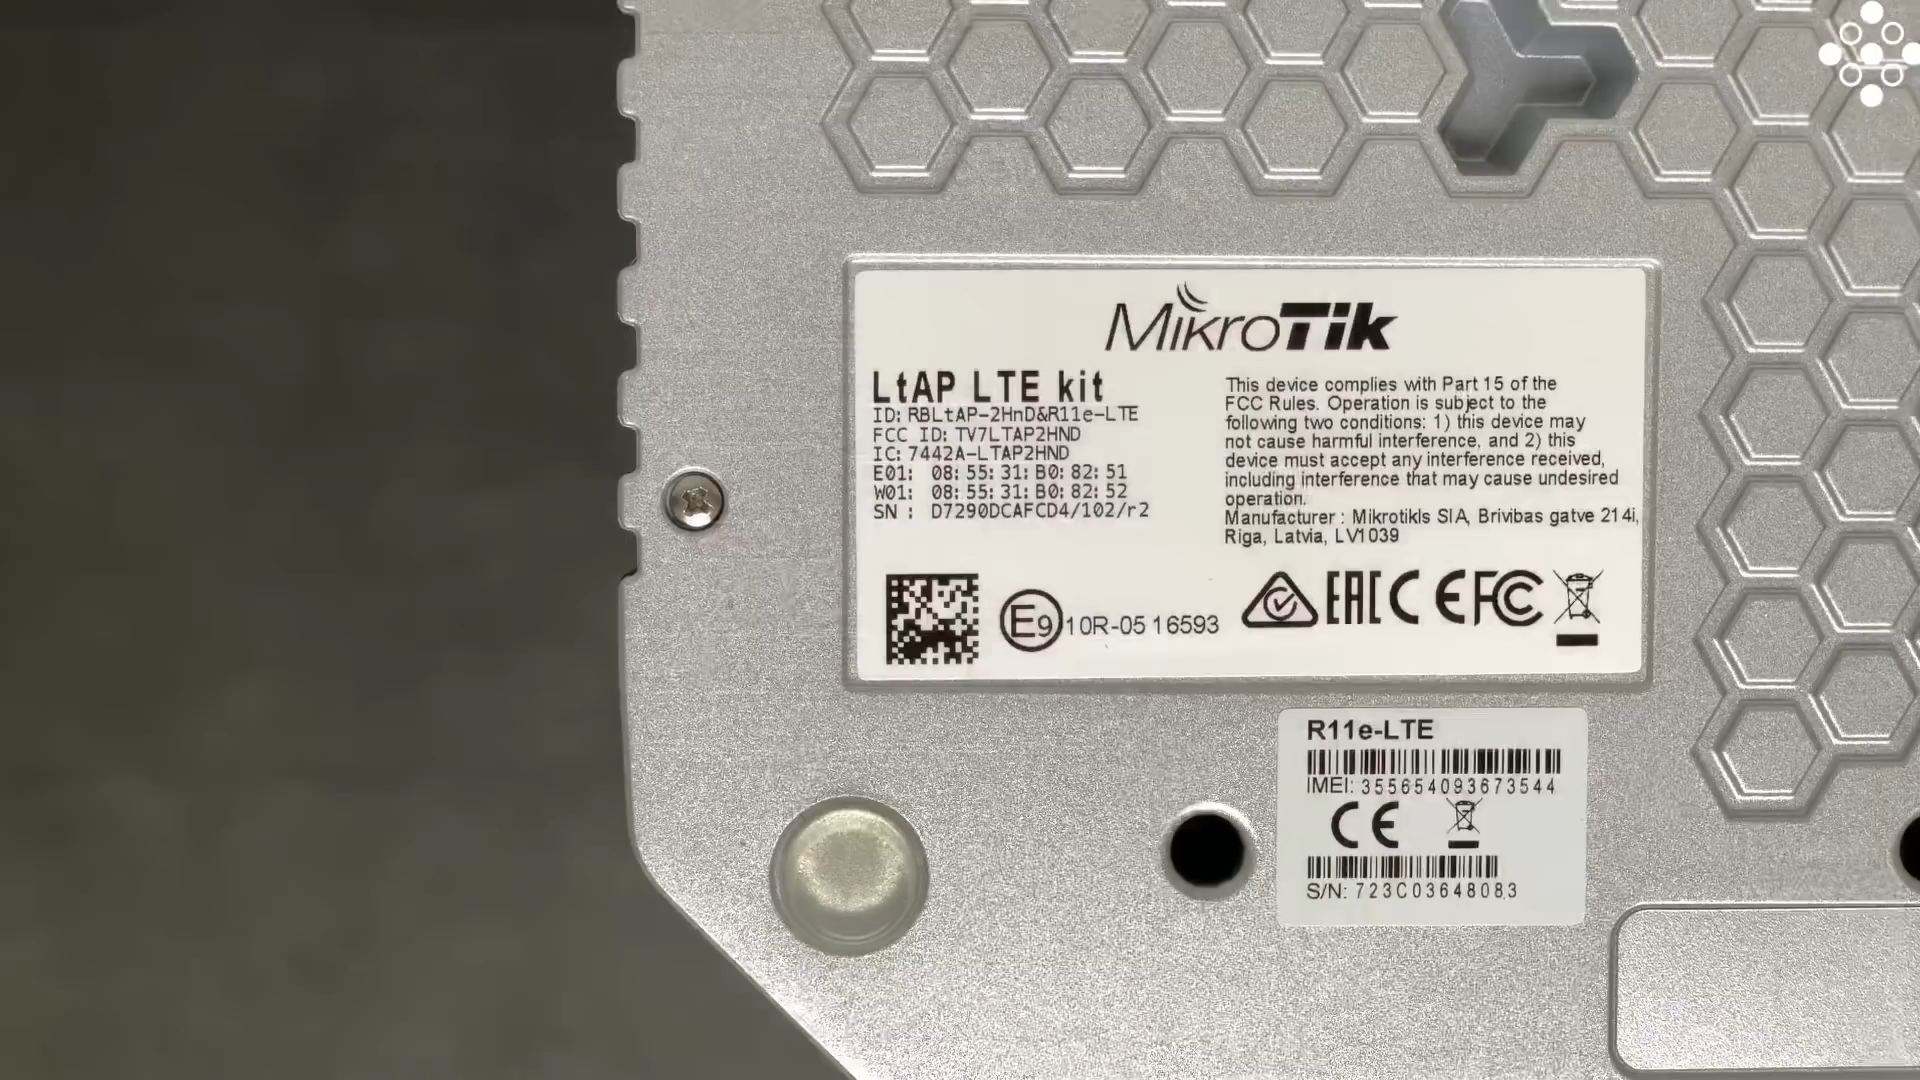 MikroTik
LtAP LTE kit
ID: RBLtAP-2HnD&R11e-LTE
FCC ID: TV7LTAP2HND
IC: 7442A-LTAP2HND
E01: 08:55:31:B0:82:51
W01: 08:55:31:B0:82:52
SN : D7290DCAFCD4/102/r2
This device complies with Part 15 of the
FCC Rules. Operation is subject to the
following two conditions: 1) this device may
not cause harmful interference, and 2) this
device must accept any interference received,
including interference that may cause undesired
operation.
Manufacturer : Mikrotikls SIA, Brivibas gatve 214i,
Riga, Latvia, LV1039
E9 10R-05 16593
EAC CE FC
R11e-LTE
IMEI: 355654093673544
CE
S/N: 723C03648083